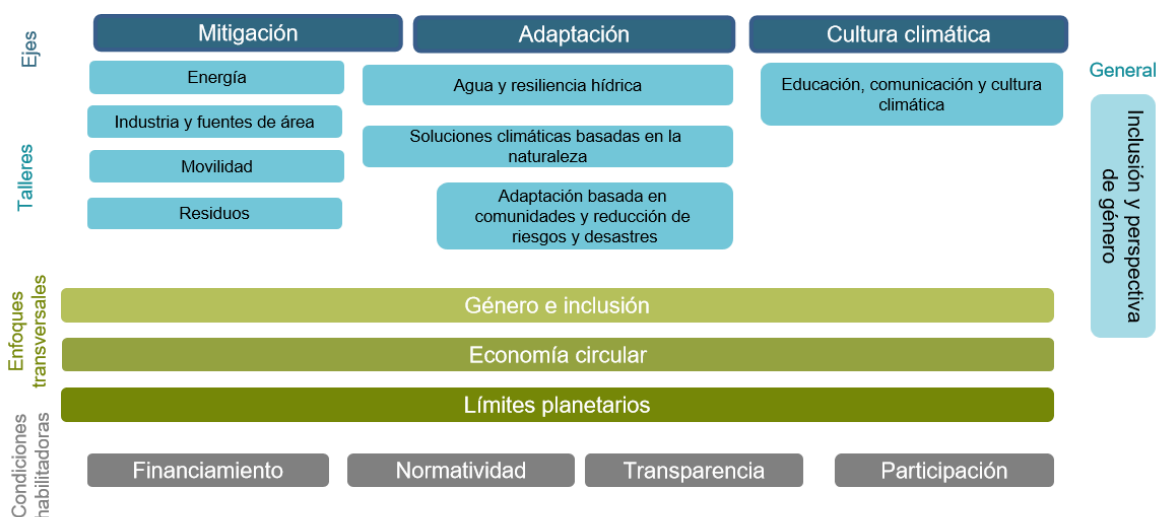 Ejes
Mitigación
Adaptación
Cultura climática
General
Talleres
Energía
Industria y fuentes de área
Movilidad
Residuos
Agua y resiliencia hídrica
Soluciones climáticas basadas en la
naturaleza
Adaptación basada en
comunidades y reducción de
riesgos y desastres
Educación, comunicación y cultura
climática
Inclusión y perspectiva
de género
Enfoques
transversales
Género e inclusión
Economía circular
Límites planetarios
Condiciones
habilitadoras
Financiamiento
Normatividad
Transparencia
Participación